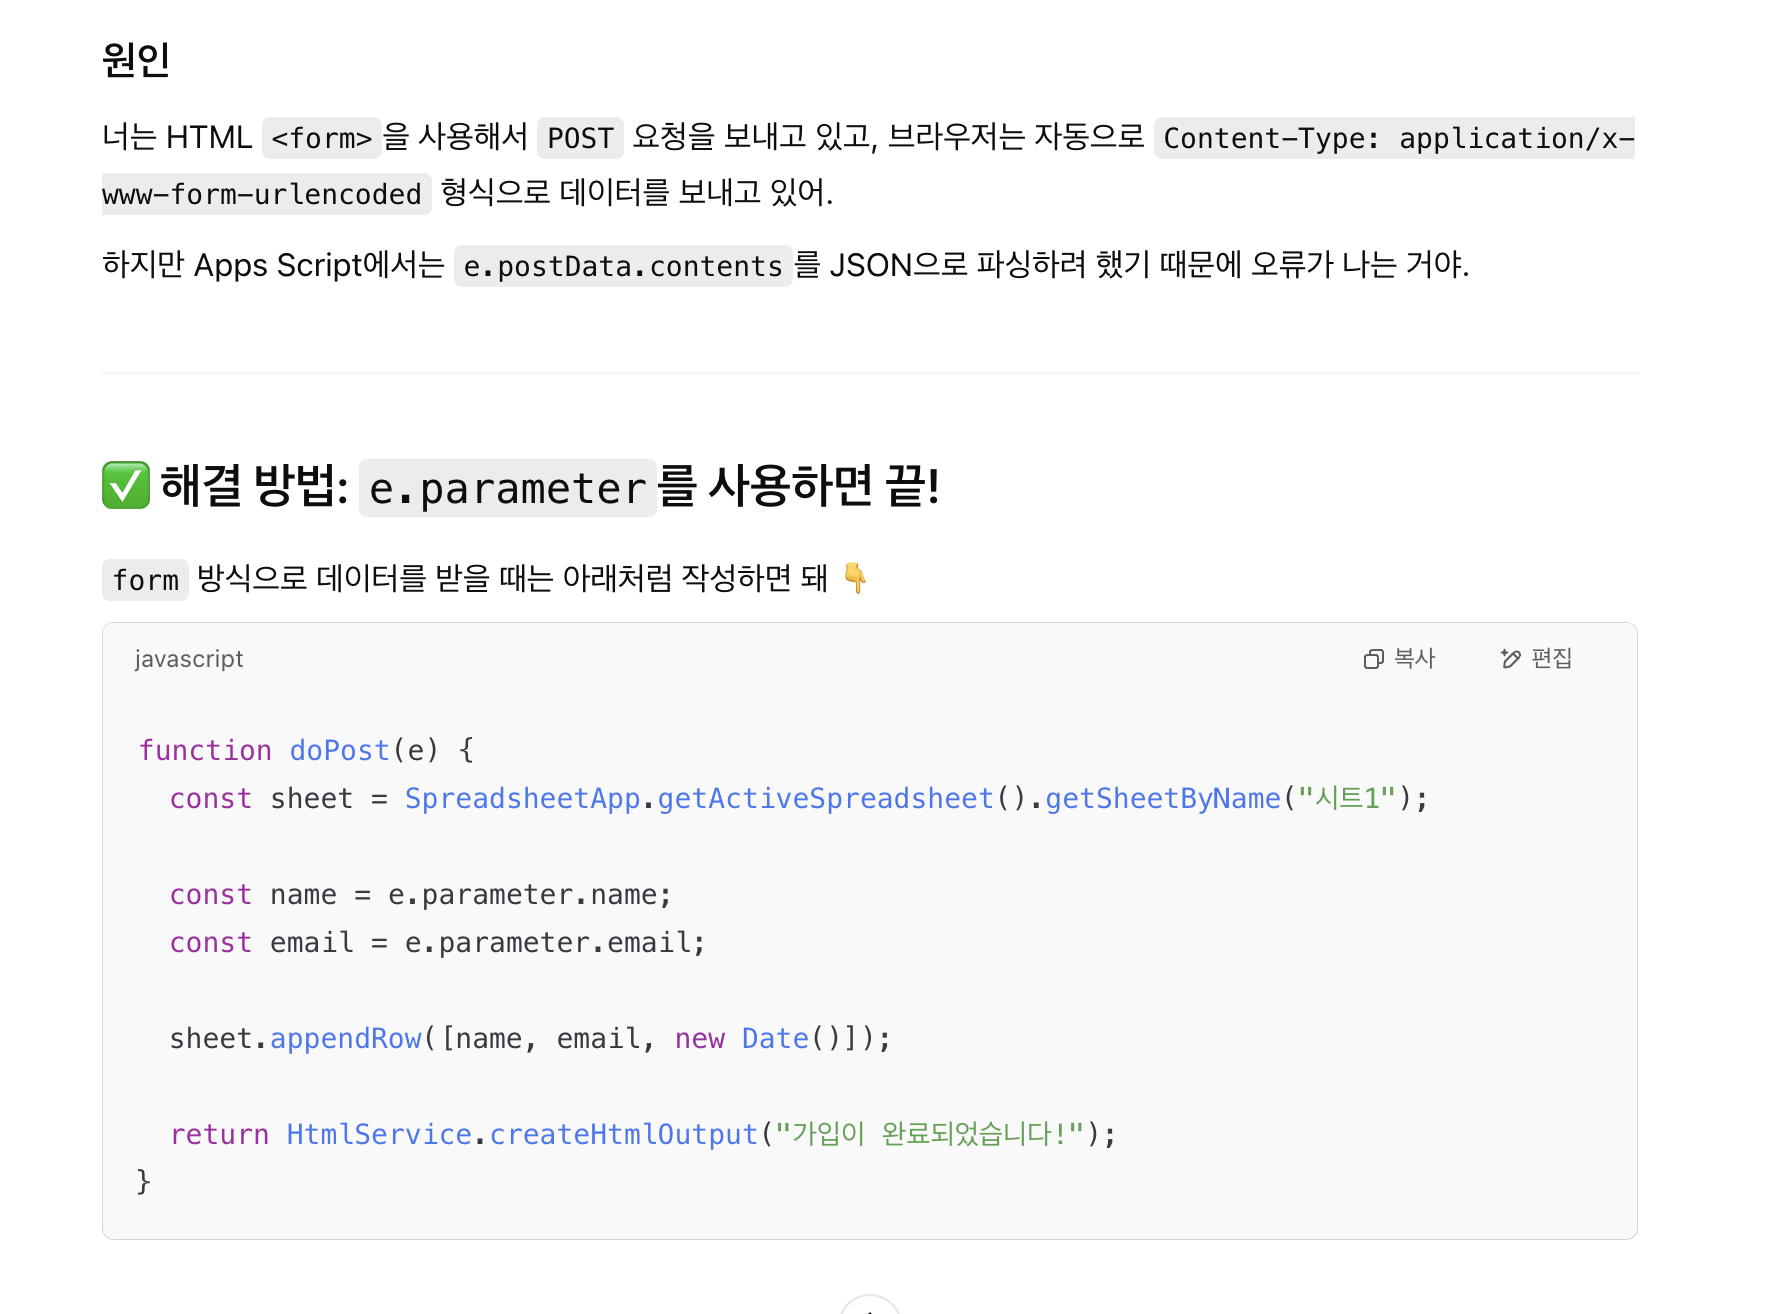 원인
너는 HTML <form>을 사용해서 POST 요청을 보내고 있고, 브라우저는 자동으로 Content-Type: application/x-
www-form-urlencoded 형식으로 데이터를 보내고 있어.
하지만 Apps Script에서는 e.postData.contents를 JSON으로 파싱하려 했기 때문에 오류가 나는 거야.
✅ 해결 방법: e.parameter를 사용하면 끝!
form 방식으로 데이터를 받을 때는 아래처럼 작성하면 돼 👇
javascript 복사 편집
function doPost(e) {
  const sheet = SpreadsheetApp.getActiveSpreadsheet().getSheetByName("시트1");
  const name = e.parameter.name;
  const email = e.parameter.email;
  sheet.appendRow([name, email, new Date()]);
  return HtmlService.createHtmlOutput("가입이 완료되었습니다!");
}